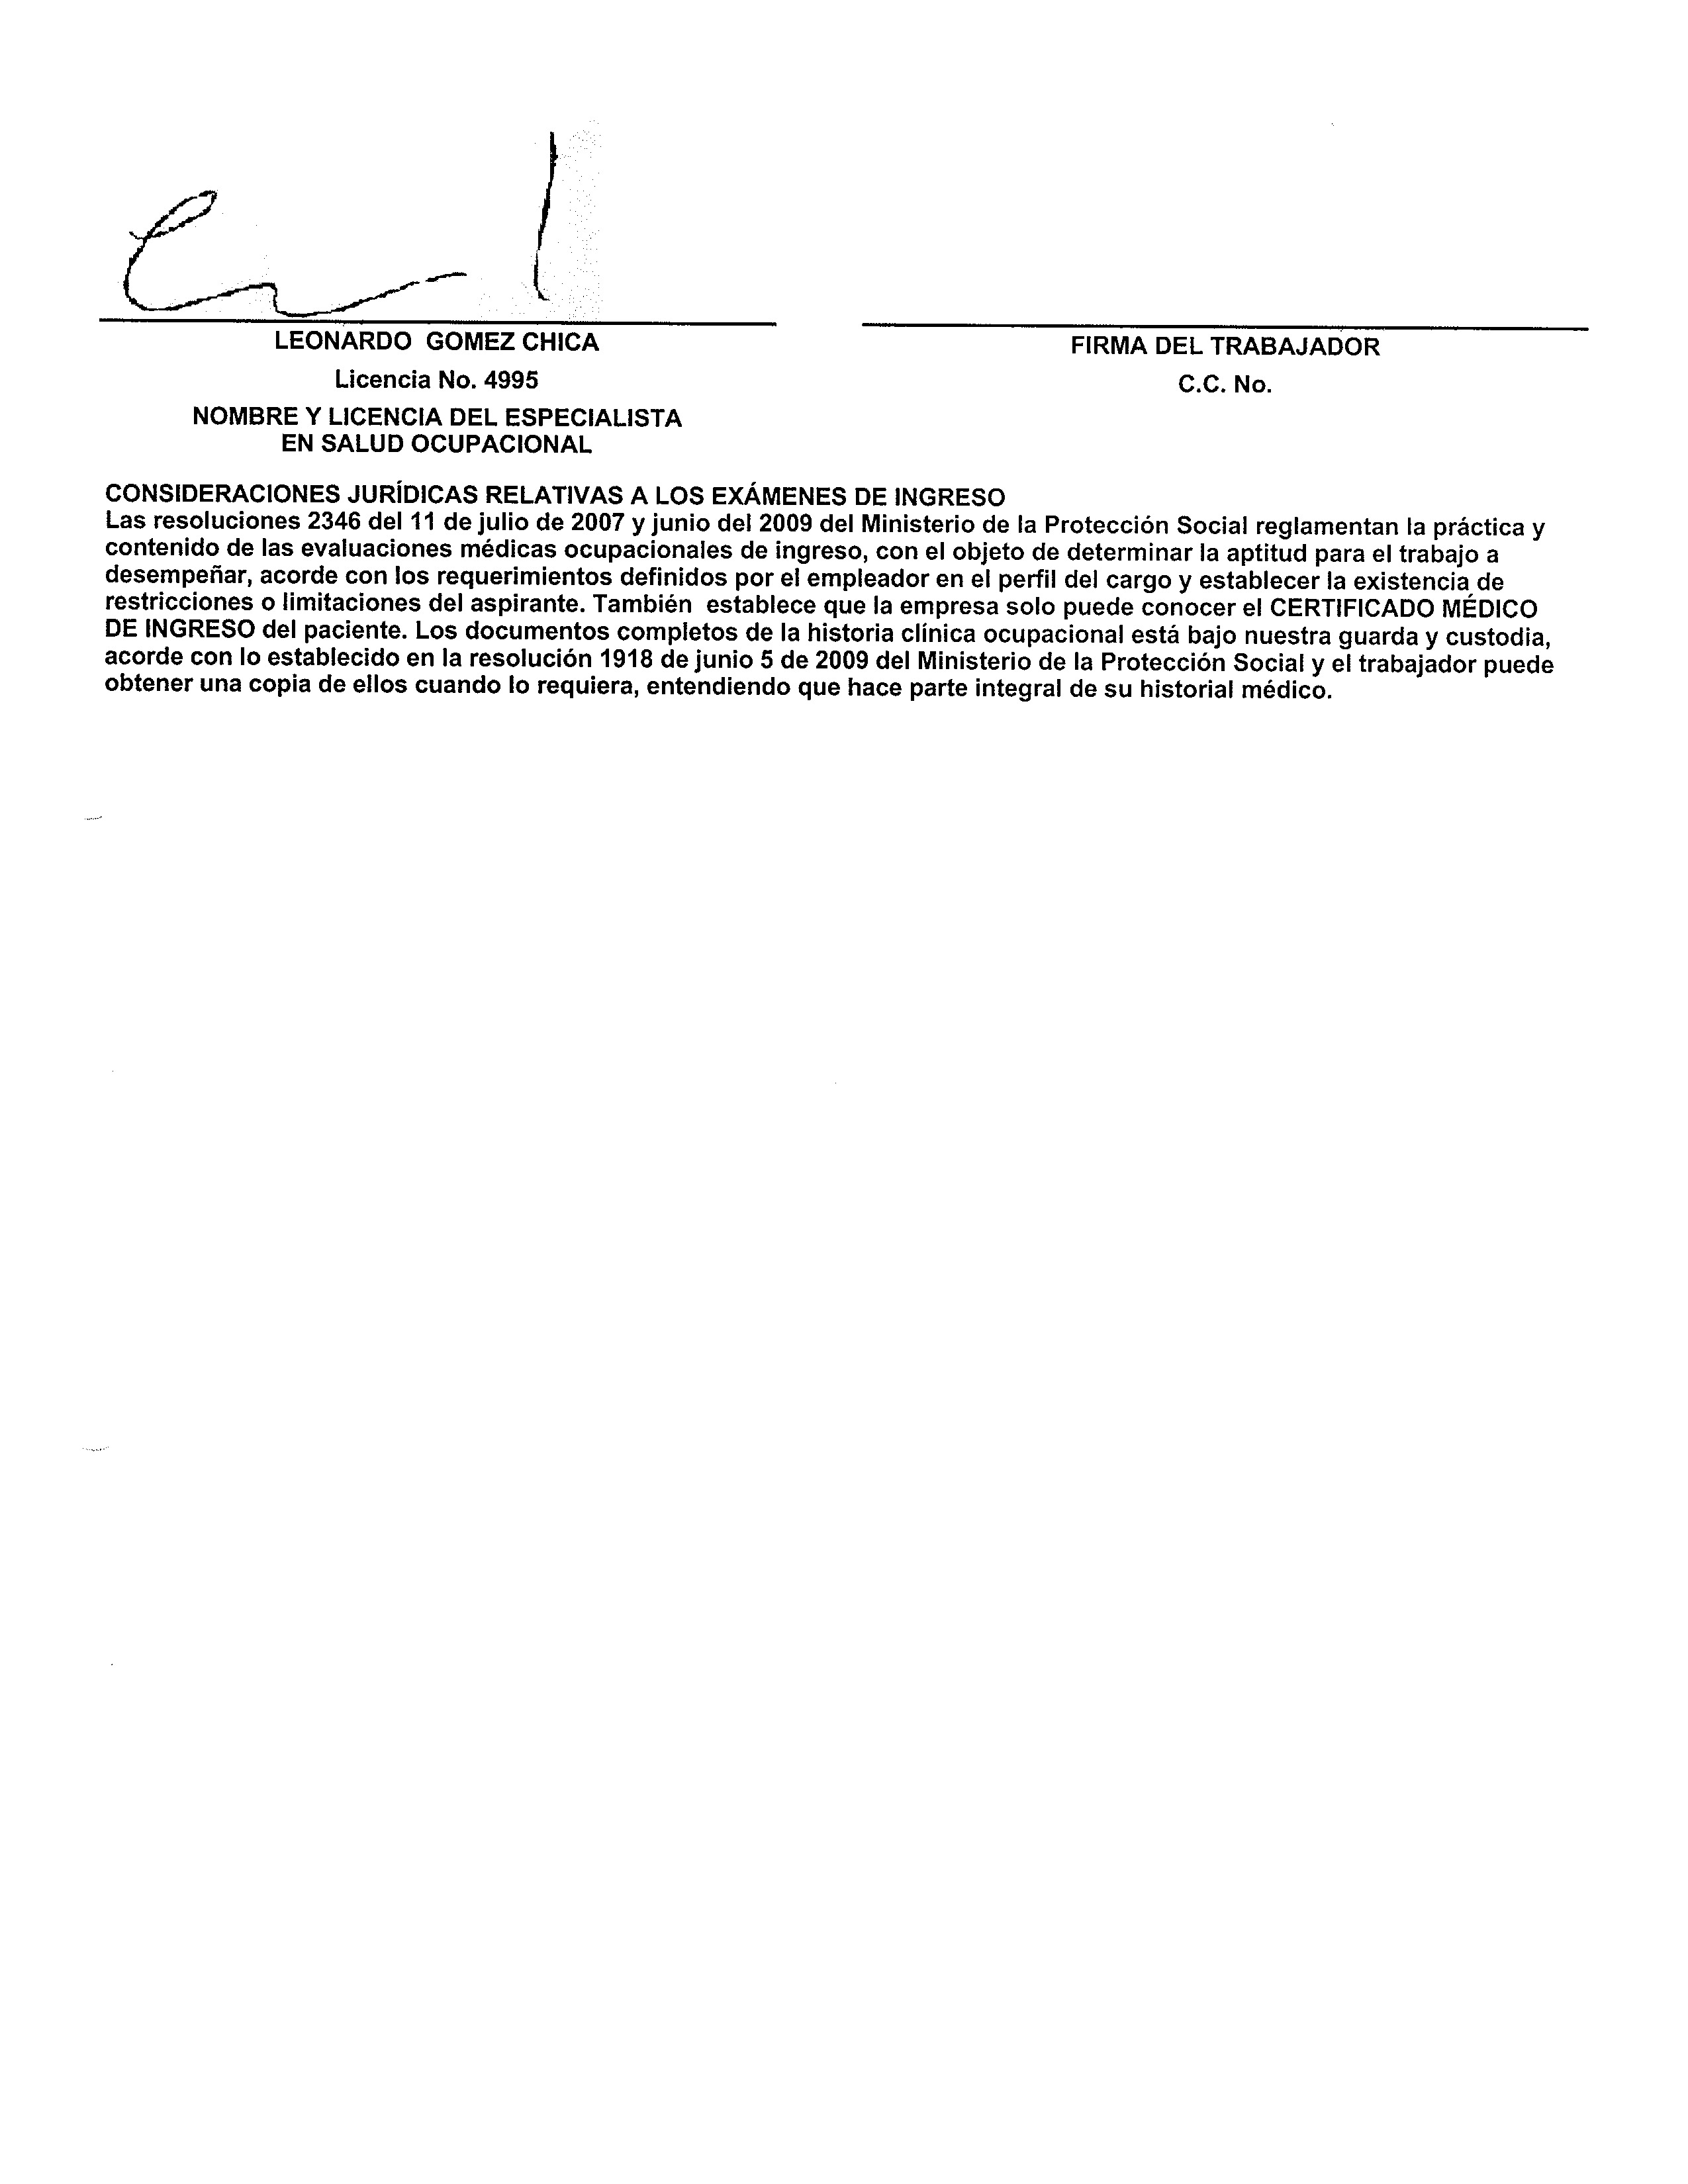 LEONARDO GOMEZ CHICA
Licencia No. 4995
NOMBRE Y LICENCIA DEL ESPECIALISTA
EN SALUD OCUPACIONAL
FIRMA DEL TRABAJADOR
C.C. No.
CONSIDERACIONES JURÍDICAS RELATIVAS A LOS EXÁMENES DE INGRESO
Las resoluciones 2346 del 11 de julio de 2007 y junio del 2009 del Ministerio de la Protección Social reglamentan la práctica y
contenido de las evaluaciones médicas ocupacionales de ingreso, con el objeto de determinar la aptitud para el trabajo a
desempeñar, acorde con los requerimientos definidos por el empleador en el perfil del cargo y establecer la existencia de
restricciones o limitaciones del aspirante. También establece que la empresa solo puede conocer el CERTIFICADO MÉDICO
DE INGRESO del paciente. Los documentos completos de la historia clínica ocupacional está bajo nuestra guarda y custodia,
acorde con lo establecido en la resolución 1918 de junio 5 de 2009 del Ministerio de la Protección Social y el trabajador puede
obtener una copia de ellos cuando lo requiera, entendiendo que hace parte integral de su historial médico.